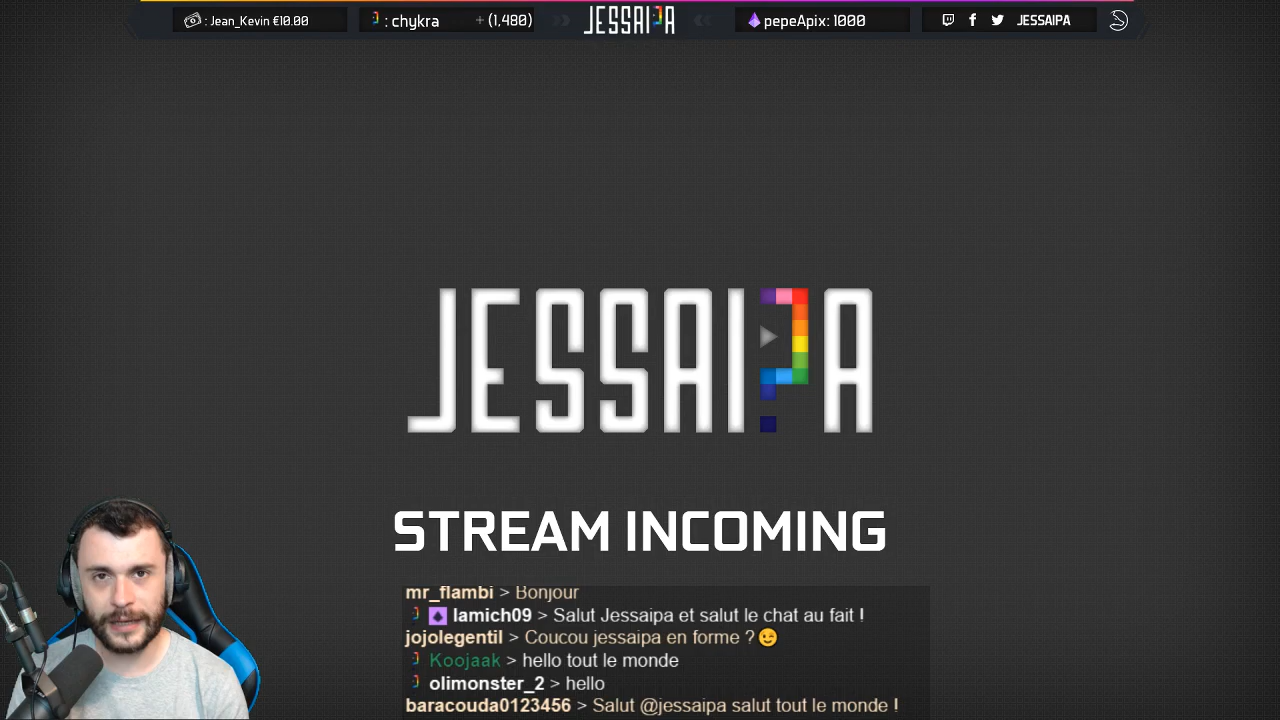 : Jean_Kevin €10.00
: chykra + (1,480)
JESSAIPA
pepeApix: 1000
JESSAIPA
JESSAIPA
STREAM INCOMING
mr_flambi > Bonjour
lamich09 > Salut Jessaipa et salut le chat au fait !
jojolegentil > Coucou jessaipa en forme ? 😉
Koojaak > hello tout le monde
olimonster_2 > hello
baracouda0123456 > Salut @jessaipa salut tout le monde !